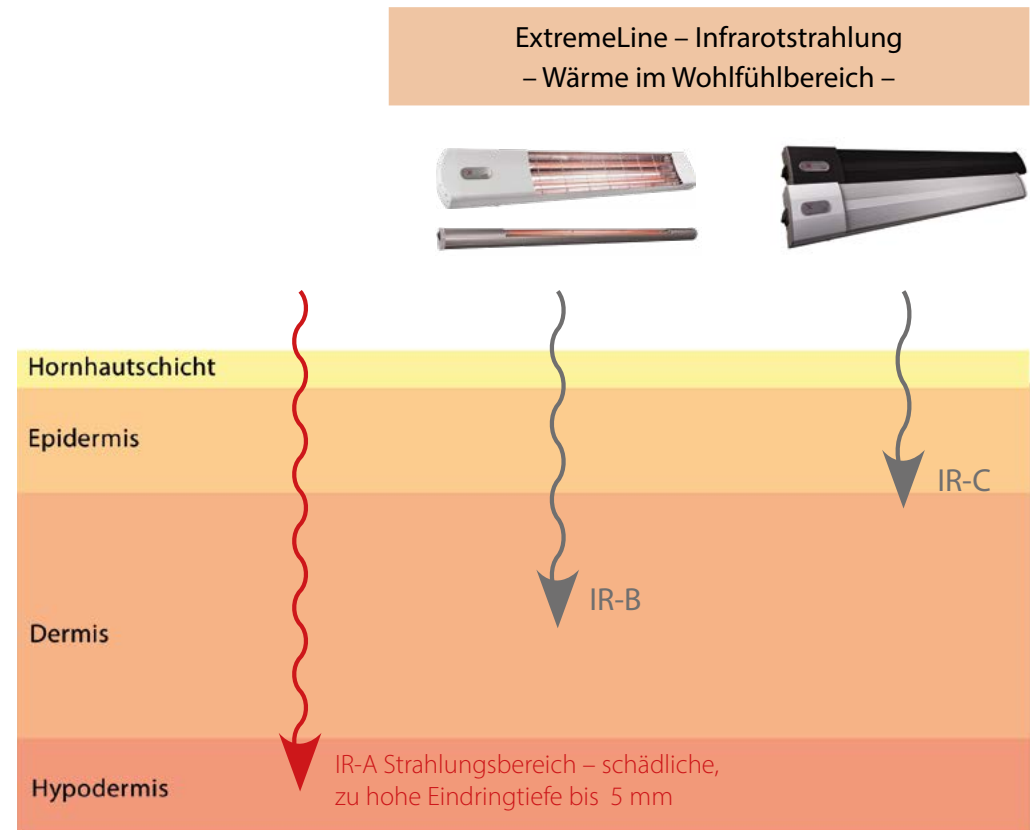 ExtremeLine – Infrarotstrahlung
– Wärme im Wohlfühlbereich –
Hornhautschicht
Epidermis
IR-C
IR-B
Dermis
IR-A Strahlungsbereich – schädliche,
zu hohe Eindringtiefe bis 5 mm
Hypodermis